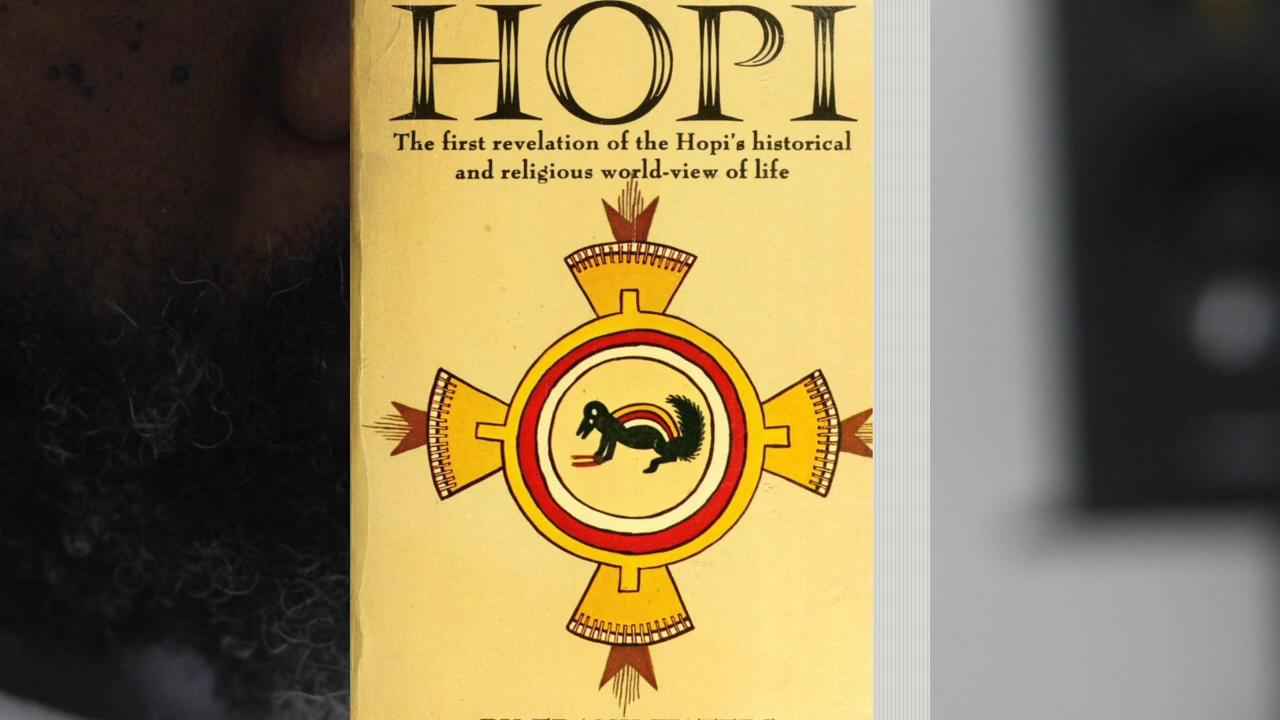 HOPI
The first revelation of the Hopi's historical
and religious world-view of life